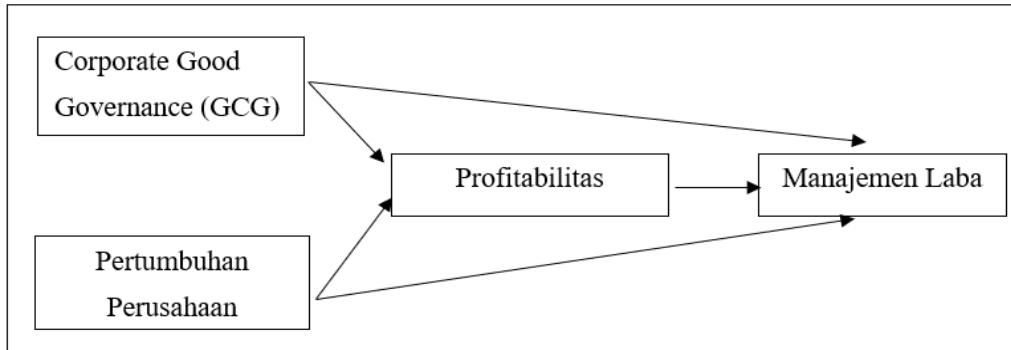 Corporate Good
Governance (GCG)
Profitabilitas
Manajemen Laba
Pertumbuhan
Perusahaan